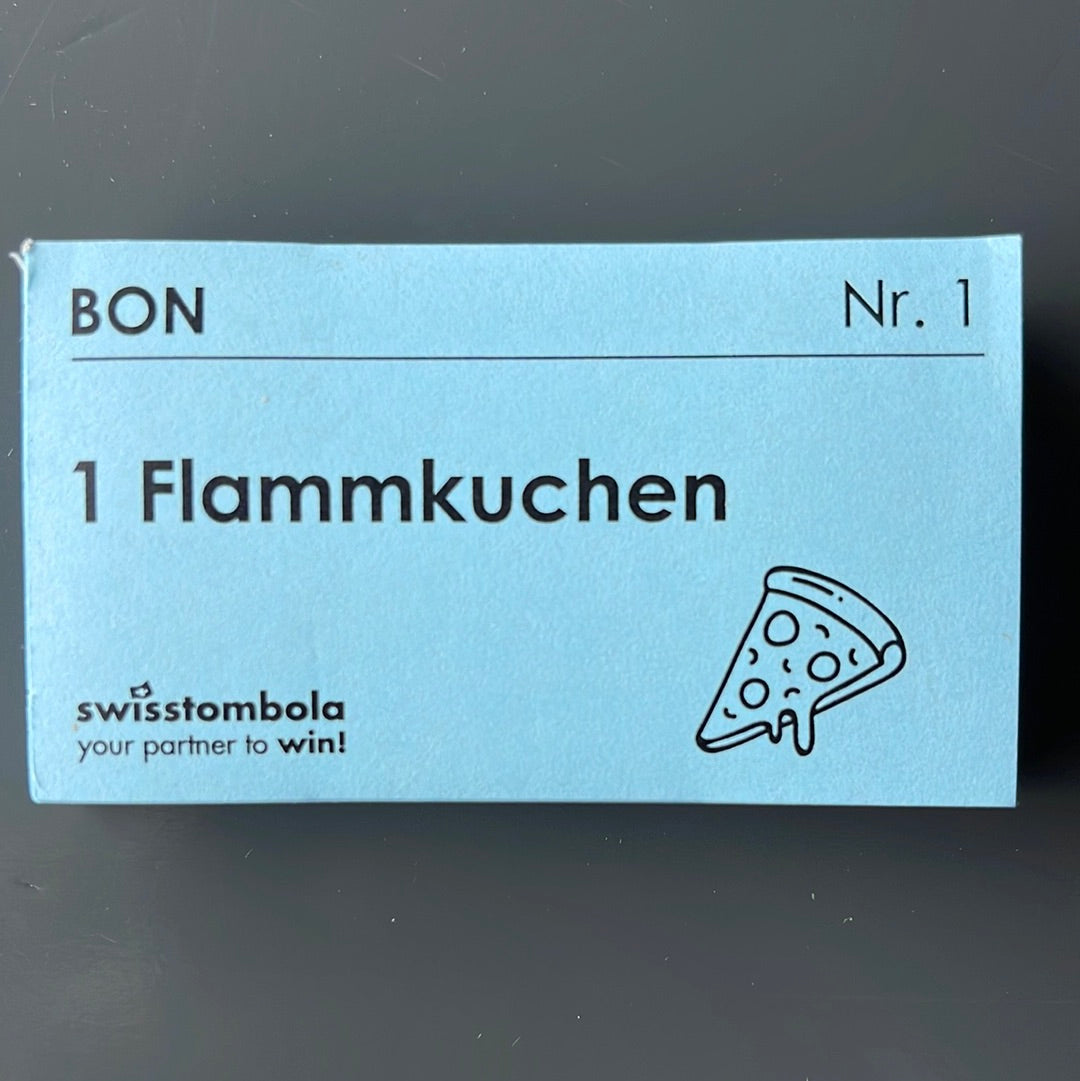 BON Nr. 1
1 Flammkuchen
swisstombola
your partner to win!